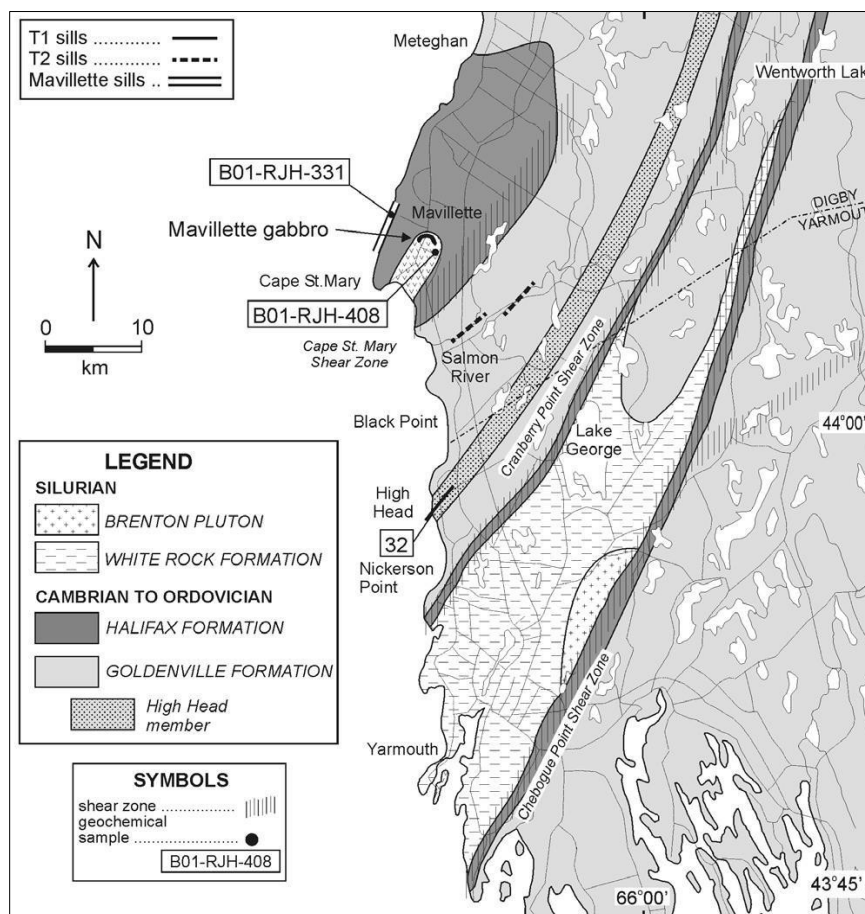 T1 sills .............
T2 sills .............
Mavillette sills ..
Meteghan
Wentworth Lake
B01-RJH-331
Mavillette
DIGBY
YARMOUTH
Mavillette gabbro
N
Cape St. Mary
B01-RJH-408
0 10
km
Cape St. Mary
Shear Zone
Salmon
River
Cranberry Point Shear Zone
Black Point
44°00'
Lake
George
LEGEND
SILURIAN
BRENTON PLUTON
WHITE ROCK FORMATION
CAMBRIAN TO ORDOVICIAN
HALIFAX FORMATION
GOLDENVILLE FORMATION
High Head
member
High
Head
32
Nickerson
Point
Chebogue Point Shear Zone
Yarmouth
SYMBOLS
shear zone .................
geochemical
sample .....................
B01-RJH-408
66°00'
43°45'